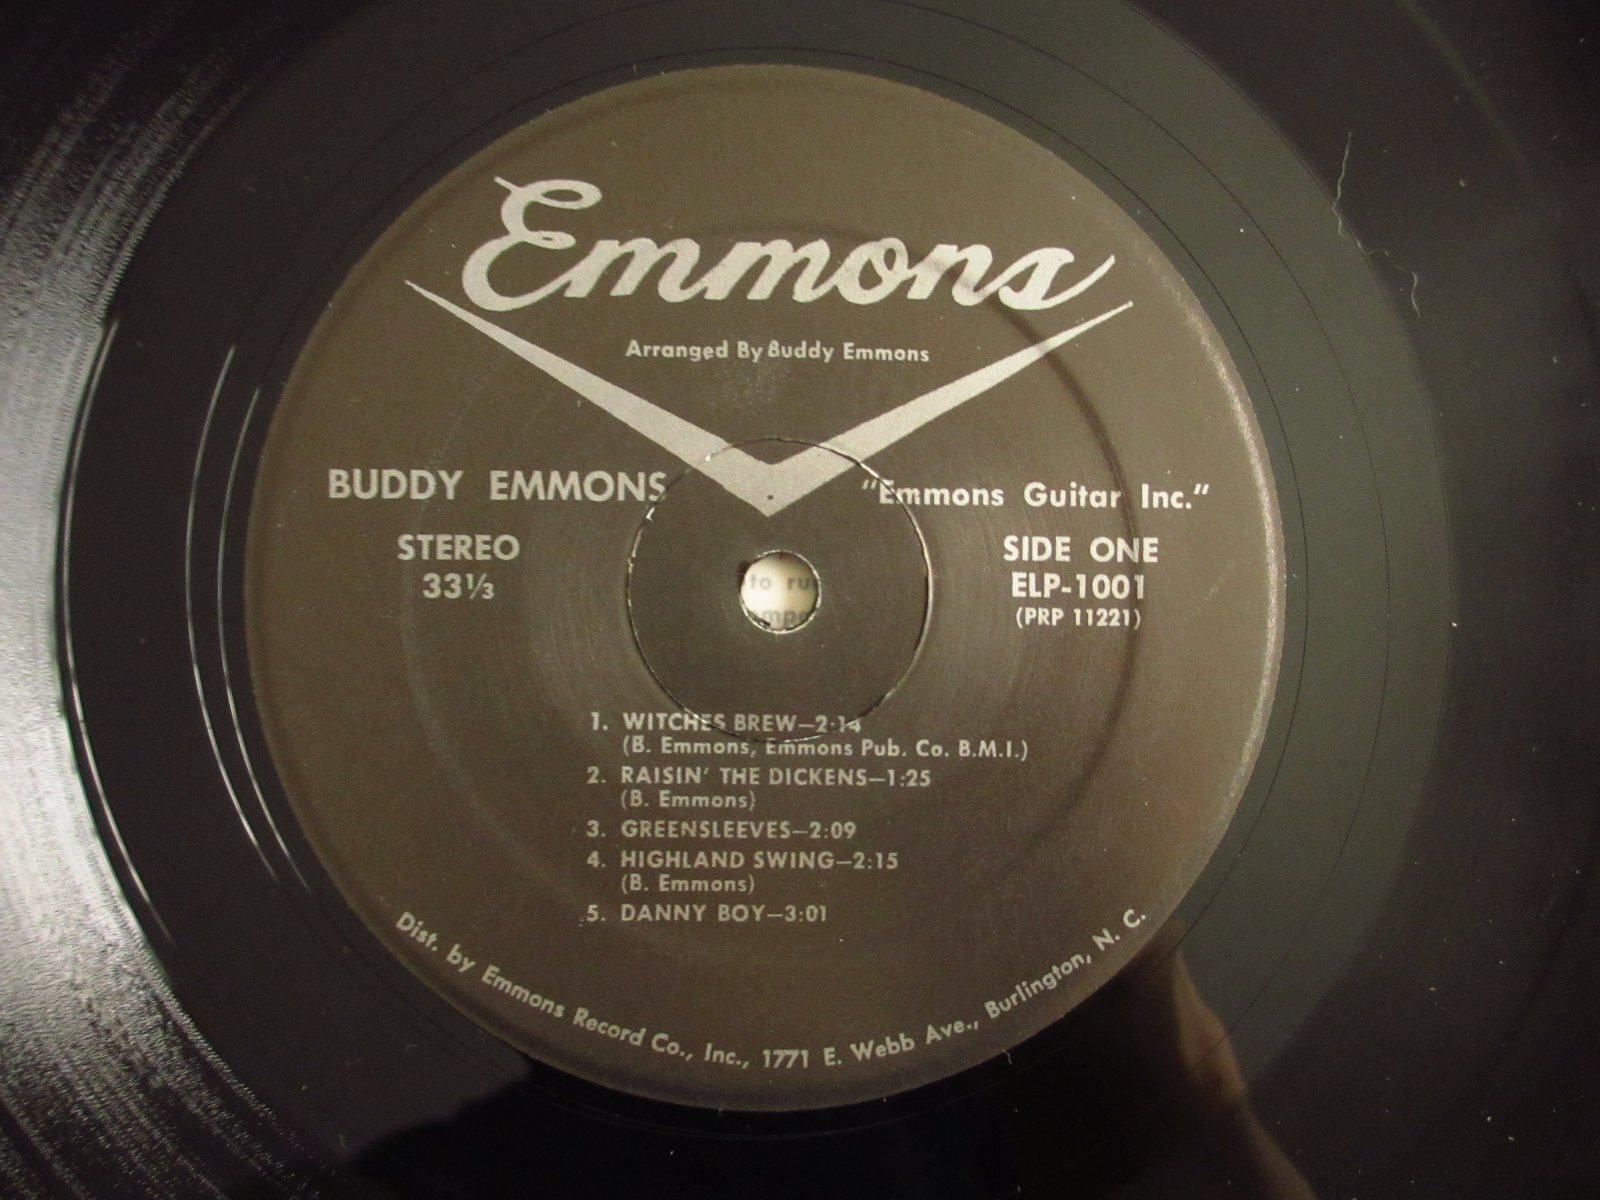 Emmons
Arranged By Buddy Emmons
BUDDY EMMONS
"Emmons Guitar Inc."
STEREO
33⅓
SIDE ONE
ELP-1001
(PRP 11221)
to
1. WITCHES BREW—2:14
(B. Emmons, Emmons Pub. Co. B.M.I.)
2. RAISIN' THE DICKENS—1:25
(B. Emmons)
3. GREENSLEEVES—2:09
4. HIGHLAND SWING—2:15
(B. Emmons)
5. DANNY BOY—3:01
Dist. by Emmons Record Co., Inc., 1771 E. Webb Ave., Burlington, N. C.